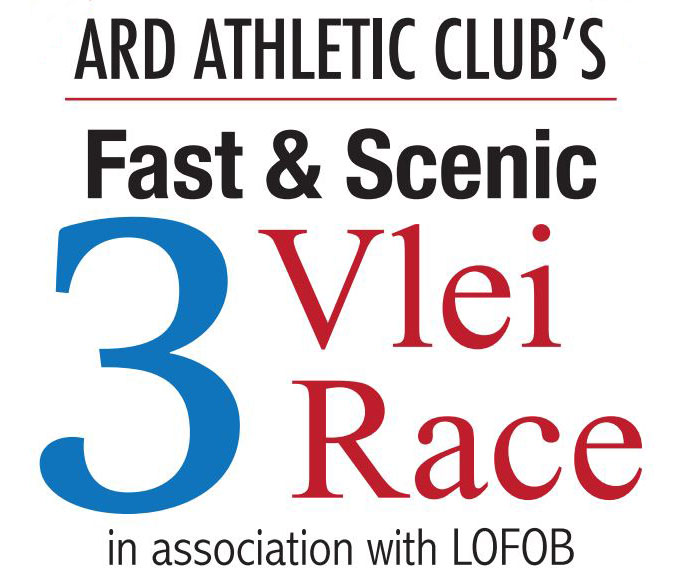 ARD ATHLETIC CLUB'S
Fast & Scenic
3 Vlei
Race
in association with LOFOB